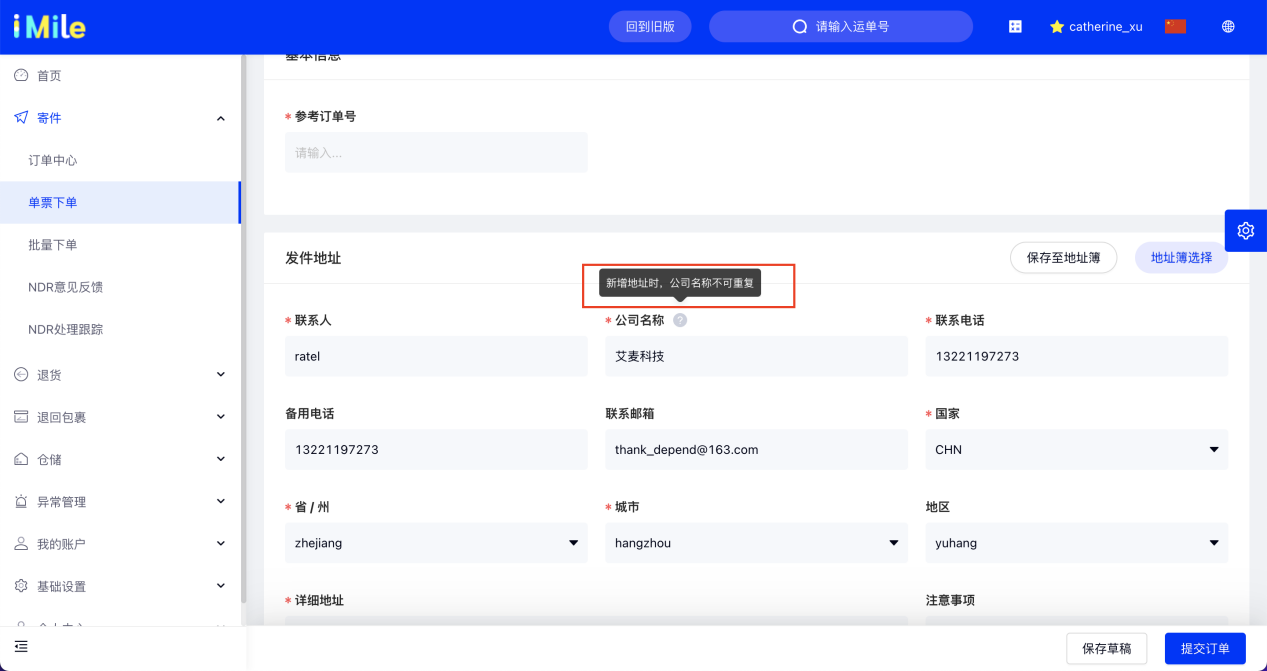 iMile
回到旧版
请输入运单号
catherine_xu
首页
寄件
订单中心
单票下单
批量下单
NDR意见反馈
NDR处理跟踪
退货
退回包裹
仓储
异常管理
我的账户
基础设置
基本信息
* 参考订单号
请输入...
发件地址
保存至地址簿
地址簿选择
新增地址时，公司名称不可重复
* 联系人
* 公司名称 ?
* 联系电话
ratel
艾麦科技
13221197273
备用电话
联系邮箱
* 国家
13221197273
thank_depend@163.com
CHN
* 省 / 州
* 城市
地区
zhejiang
hangzhou
yuhang
* 详细地址
注意事项
保存草稿
提交订单